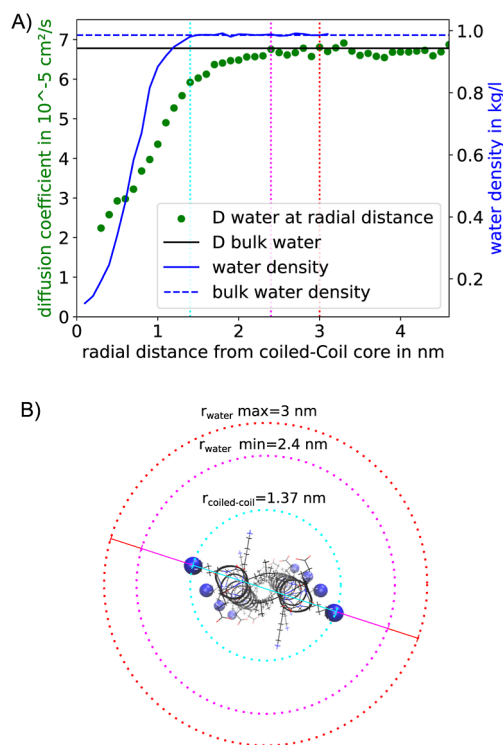 A)
diffusion coefficient in 10^-5 cm²/s
7
6
5
4
3
2
1
0
1.0
0.8
0.6
0.4
0.2
water density in kg/l
D water at radial distance
D bulk water
water density
bulk water density
0 1 2 3 4
radial distance from coiled-Coil core in nm
B)
r_water max=3 nm
r_water min=2.4 nm
r_coiled-coil=1.37 nm